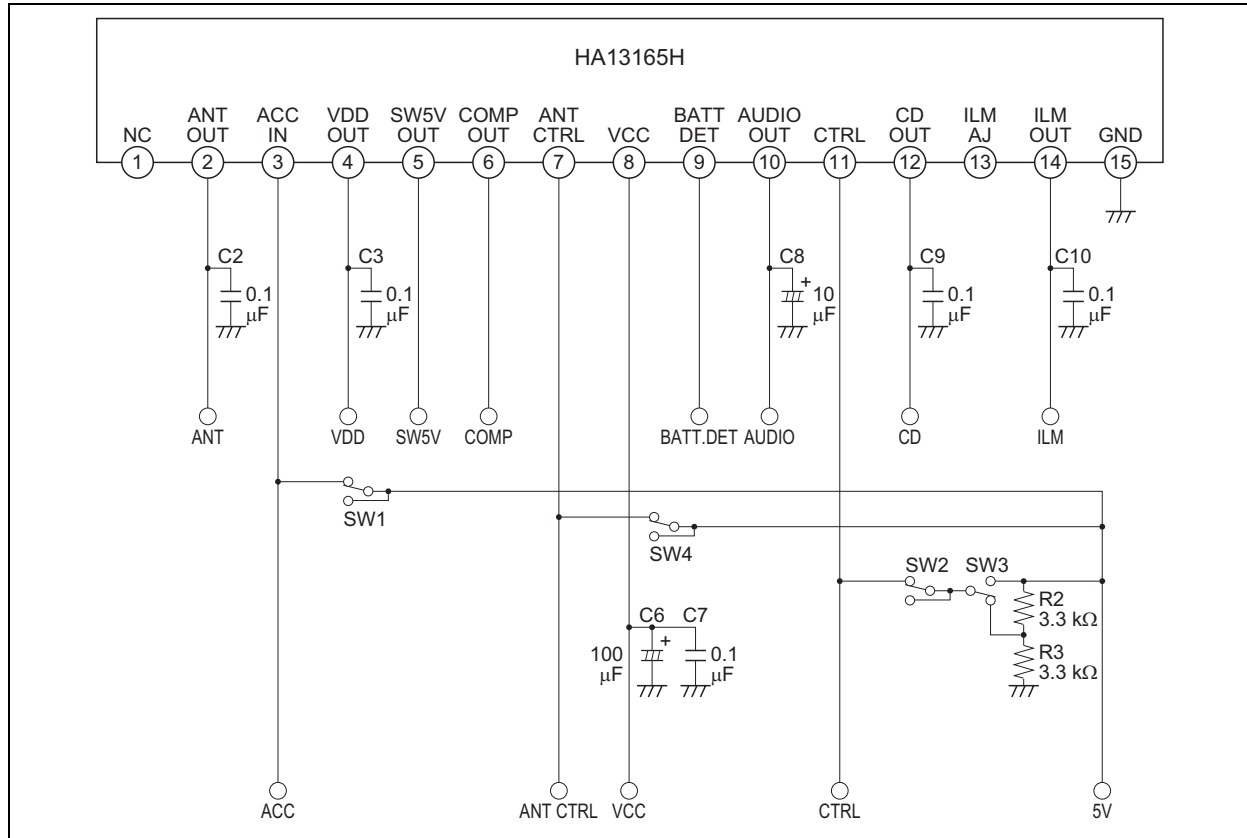 HA13165H
NC
ANT
OUT
ACC
IN
VDD
OUT
SW5V
OUT
COMP
OUT
ANT
CTRL
VCC
BATT
DET
AUDIO
OUT
CTRL
CD
OUT
ILM
AJ
ILM
OUT
GND
1
2
3
4
5
6
7
8
9
10
11
12
13
14
15
C2
0.1
μF
C3
0.1
μF
C8
+
10
μF
C9
0.1
μF
C10
0.1
μF
ANT
VDD
SW5V
COMP
BATT.DET
AUDIO
CD
ILM
SW1
SW4
SW2
SW3
R2
3.3 kΩ
R3
3.3 kΩ
C6
+
100
μF
C7
0.1
μF
ACC
ANT CTRL
VCC
CTRL
5V